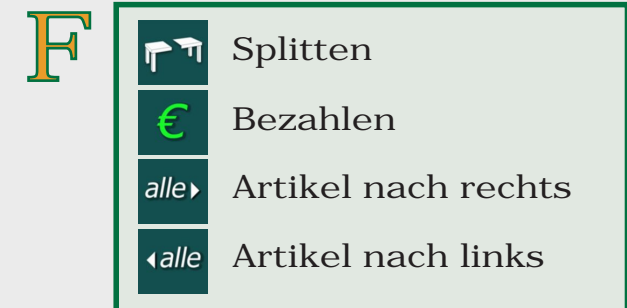 F
Splitten
€ Bezahlen
alle Artikel nach rechts
alle Artikel nach links